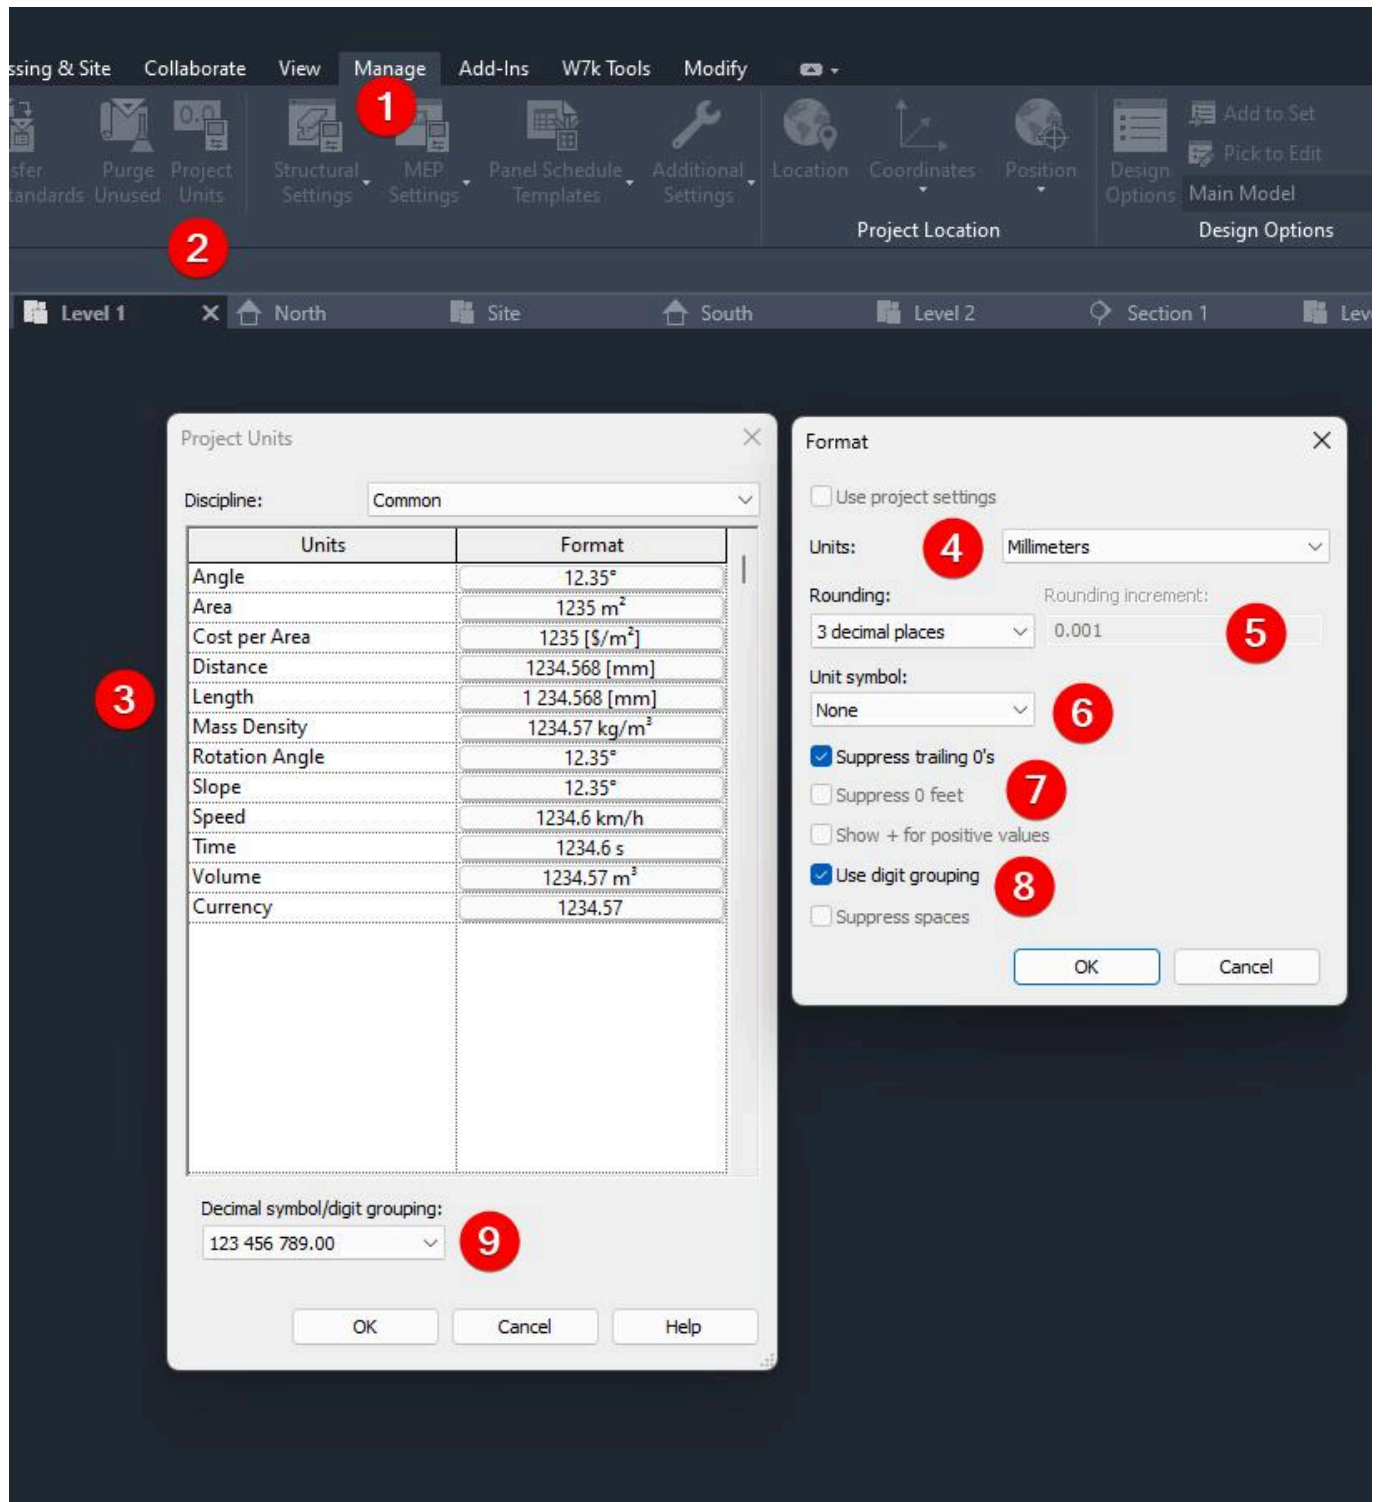 ssing & Site Collaborate View Manage Add-Ins W7k Tools Modify
1
0.0
Add to Set
sfer Purge Project Structural MEP Panel Schedule Additional Location Coordinates Position Design Pick to Edit
tandards Unused Units Settings Settings Templates Settings Options Main Model
2
Project Location Design Options
Level 1 North Site South Level 2 Section 1 Lev
Project Units
Discipline: Common
Units Format
Angle 12.35°
Area 1235 m²
Cost per Area 1235 [$/m²]
Distance 1234.568 [mm]
3
Length 1 234.568 [mm]
Mass Density 1234.57 kg/m³
Rotation Angle 12.35°
Slope 12.35°
Speed 1234.6 km/h
Time 1234.6 s
Volume 1234.57 m³
Currency 1234.57
Decimal symbol/digit grouping:
123 456 789.00
9
OK Cancel Help
Format
Use project settings
Units: 4 Millimeters
Rounding: Rounding increment:
3 decimal places 0.001 5
Unit symbol:
None 6
Suppress trailing 0's
Suppress 0 feet 7
Show + for positive values
Use digit grouping 8
Suppress spaces
OK Cancel